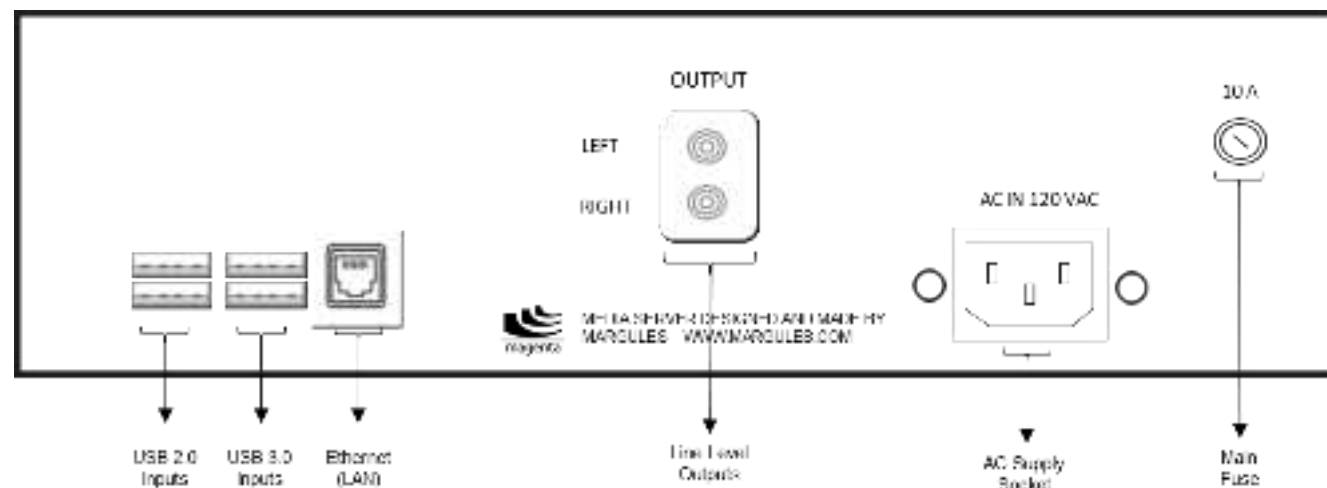 OUTPUT
10 A
LEFT
RIGHT
AC IN 120 VAC
magenta
MEDIA SERVER DESIGNED AND MADE BY
MARGULES WWW.MARGULES.COM
USB 2.0
Inputs
USB 3.0
Inputs
Ethernet
(LAN)
Line Level
Outputs
AC Supply
Socket
Main
Fuse